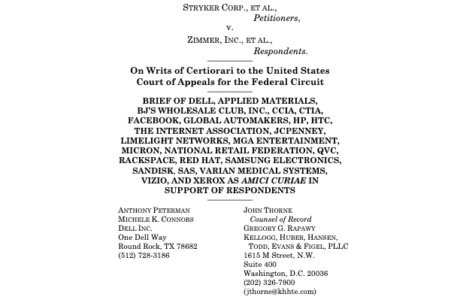 STRYKER CORP., ET AL.,
Petitioners,
v.
ZIMMER, INC., ET AL.,
Respondents.
On Writs of Certiorari to the United States
Court of Appeals for the Federal Circuit
BRIEF OF DELL, APPLIED MATERIALS,
BJ'S WHOLESALE CLUB, INC., CCIA, CTIA,
FACEBOOK, GLOBAL AUTOMAKERS, HP, HTC,
THE INTERNET ASSOCIATION, JCPENNEY,
LIMELIGHT NETWORKS, MGA ENTERTAINMENT,
MICRON, NATIONAL RETAIL FEDERATION, QVC,
RACKSPACE, RED HAT, SAMSUNG ELECTRONICS,
SANDISK, SAS, VARIAN MEDICAL SYSTEMS,
VIZIO, AND XEROX AS AMICI CURIAE IN
SUPPORT OF RESPONDENTS
ANTHONY PETERMAN
MICHELE K. CONNORS
DELL INC.
One Dell Way
Round Rock, TX 78682
(512) 728-3186
JOHN THORNE
Counsel of Record
GREGORY G. RAPAWY
KELLOGG, HUBER, HANSEN,
TODD, EVANS & FIGEL, PLLC
1615 M Street, N.W.
Suite 400
Washington, D.C. 20036
(202) 326-7900
(jthorne@khhte.com)